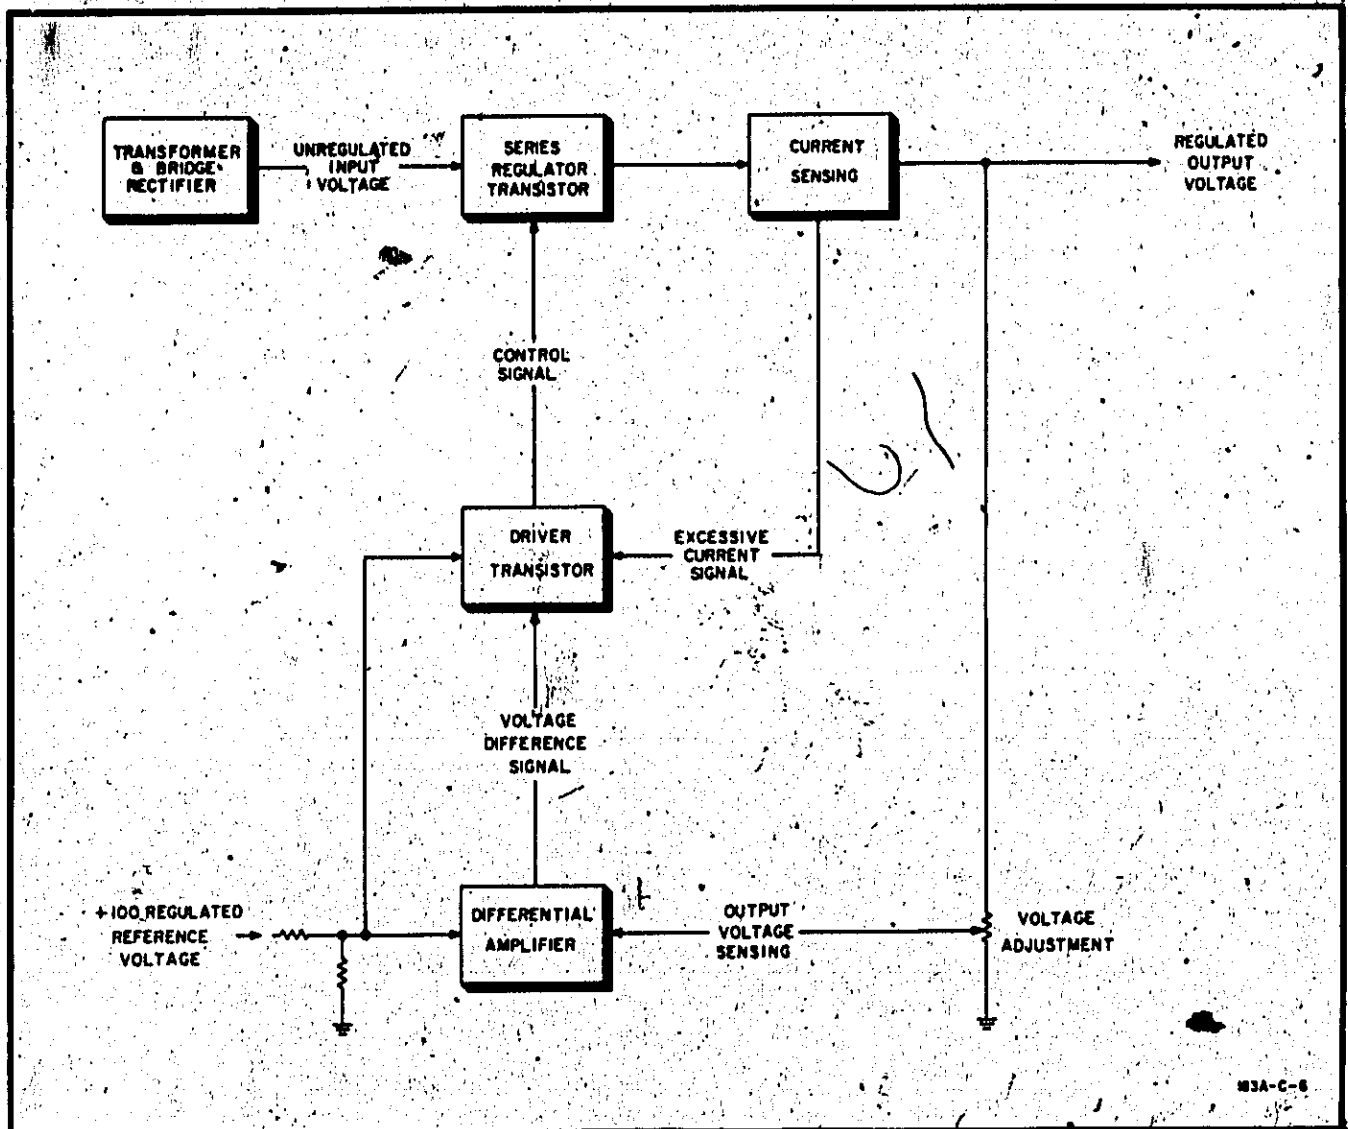 TRANSFORMER
& BRIDGE
RECTIFIER
UNREGULATED
INPUT
VOLTAGE
SERIES
REGULATOR
TRANSISTOR
CURRENT
SENSING
REGULATED
OUTPUT
VOLTAGE
CONTROL
SIGNAL
DRIVER
TRANSISTOR
EXCESSIVE
CURRENT
SIGNAL
VOLTAGE
DIFFERENCE
SIGNAL
+100 REGULATED
REFERENCE
VOLTAGE
DIFFERENTIAL
AMPLIFIER
OUTPUT
VOLTAGE
SENSING
VOLTAGE
ADJUSTMENT